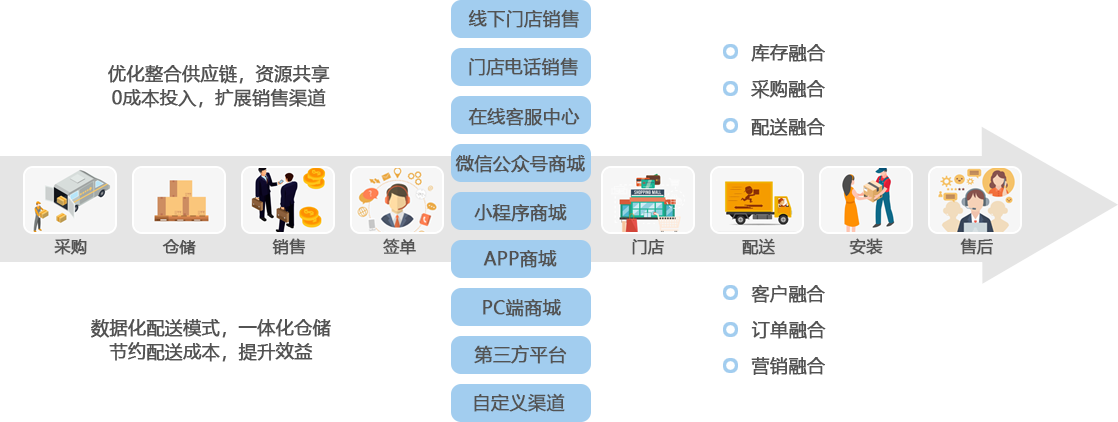 优化整合供应链，资源共享
0成本投入，扩展销售渠道
线下门店销售
门店电话销售
在线客服中心
微信公众号商城
小程序商城
APP商城
PC端商城
第三方平台
自定义渠道
库存融合
采购融合
配送融合
采购
仓储
销售
签单
SHOPPING MALL
门店
配送
安装
售后
数据化配送模式，一体化仓储
节约配送成本，提升效益
客户融合
订单融合
营销融合